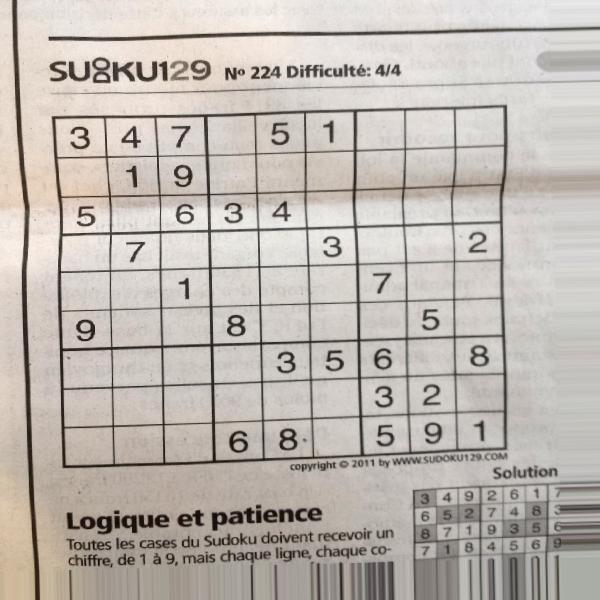 SUDOKU129 Nº 224 Difficulté: 4/4
3 4 7 5 1
1 9
5 6 3 4
7 3 2
1 7
9 8 5
3 5 6 8
3 2
6 8 5 9 1
copyright © 2011 by WWW.SUDOKU129.COM
Solution
3 4 9 2 6 1 7
6 5 2 7 4 8 3
8 7 1 9 3 5 6
7 1 8 4 5 6 9
Logique et patience
Toutes les cases du Sudoku doivent recevoir un
chiffre, de 1 à 9, mais chaque ligne, chaque co-